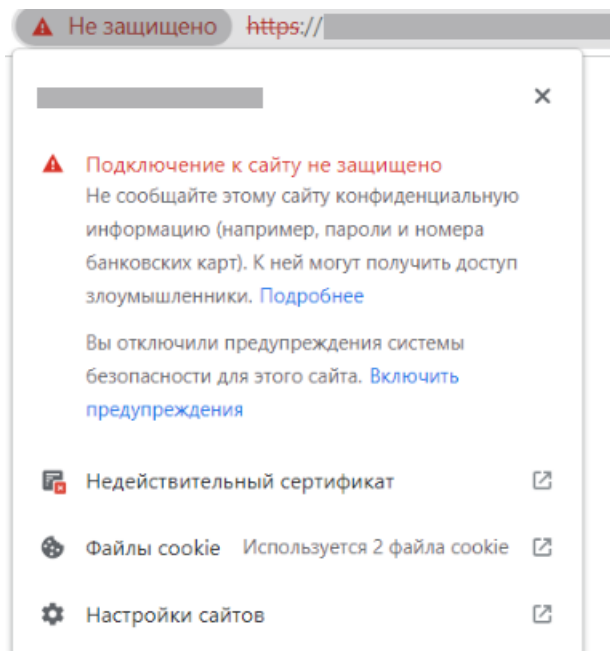 Не защищено https://
Подключение к сайту не защищено
Не сообщайте этому сайту конфиденциальную
информацию (например, пароли и номера
банковских карт). К ней могут получить доступ
злоумышленники. Подробнее
Вы отключили предупреждения системы
безопасности для этого сайта. Включить
предупреждения
Недействительный сертификат
Файлы cookie Используется 2 файла cookie
Настройки сайтов